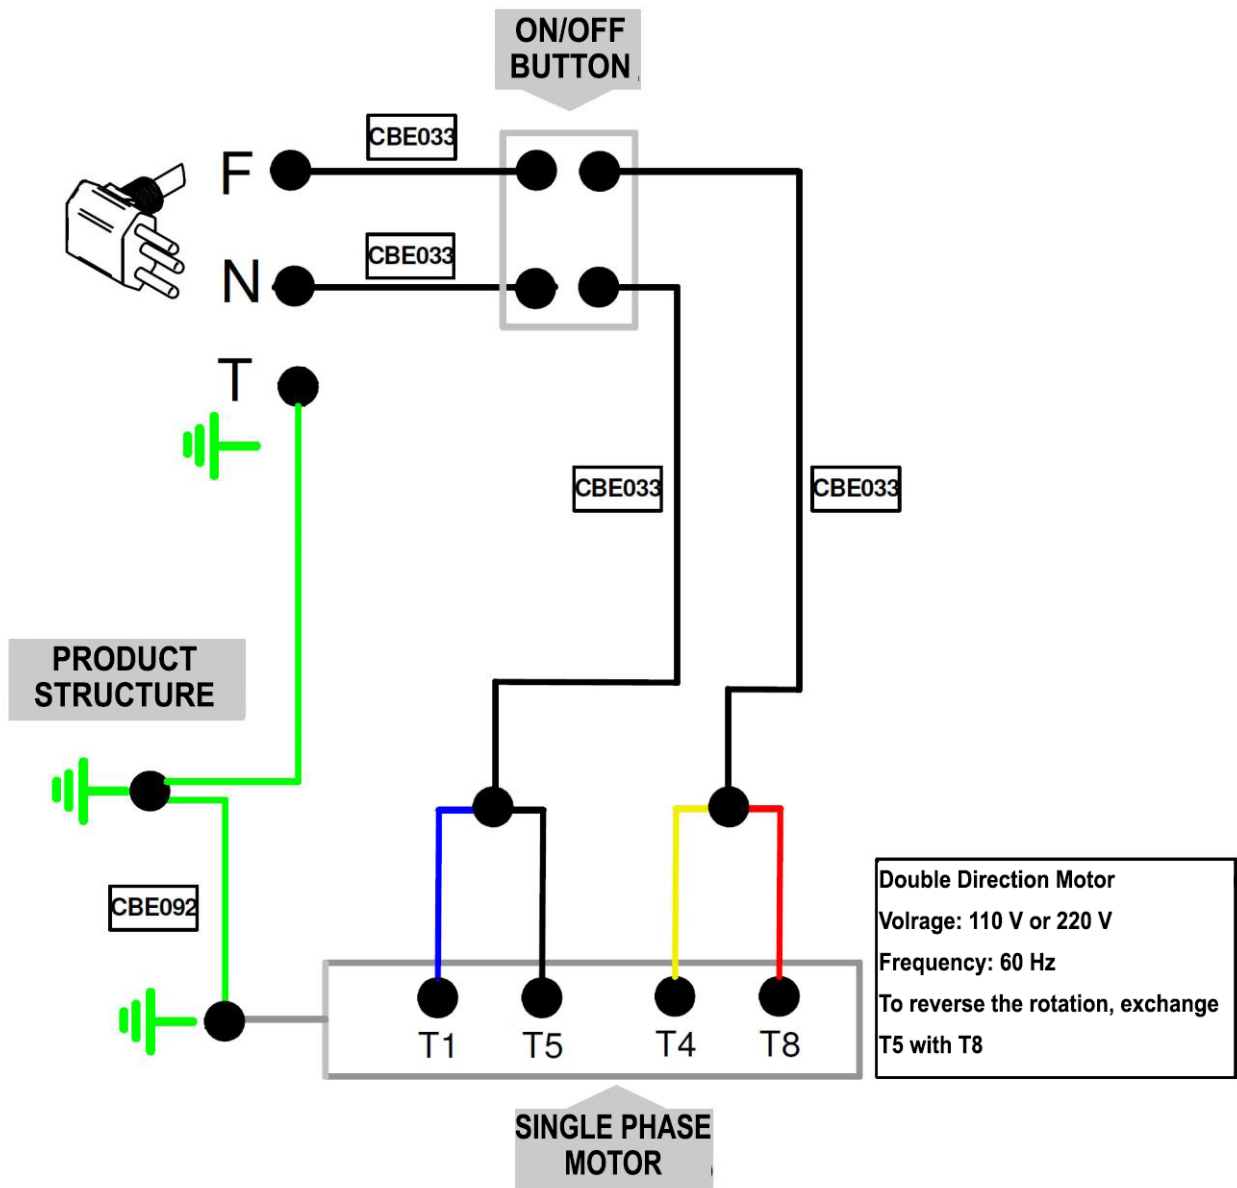 ON/OFF
BUTTON
CBE033
F
CBE033
N
T
CBE033
CBE033
PRODUCT
STRUCTURE
CBE092
T1
T5
T4
T8
Double Direction Motor
Volrage: 110 V or 220 V
Frequency: 60 Hz
To reverse the rotation, exchange
T5 with T8
SINGLE PHASE
MOTOR